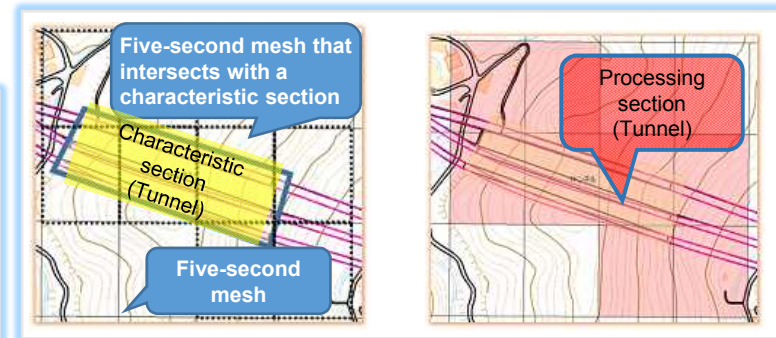 Five-second mesh that
intersects with a
characteristic section
Characteristic
section
(Tunnel)
Five-second
mesh
Processing
section
(Tunnel)